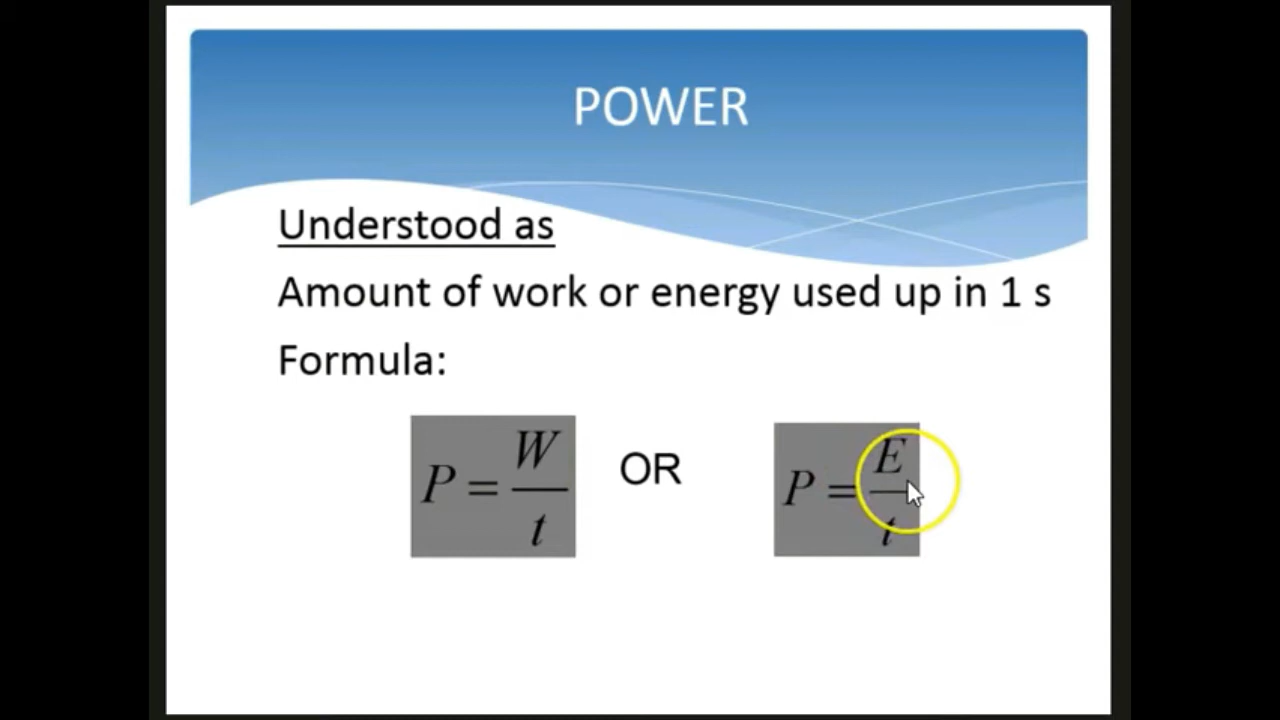 POWER
Understood as
Amount of work or energy used up in 1 s
Formula:
P = W/t OR P = E/t